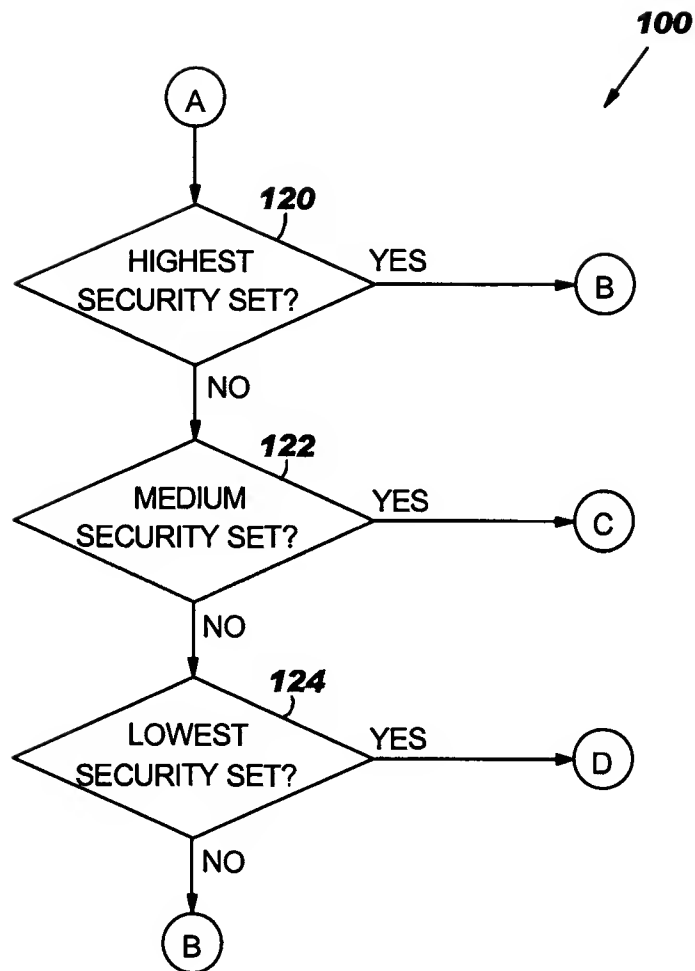 100
A
120
HIGHEST
SECURITY SET?
YES
B
NO
122
MEDIUM
SECURITY SET?
YES
C
NO
124
LOWEST
SECURITY SET?
YES
D
NO
B